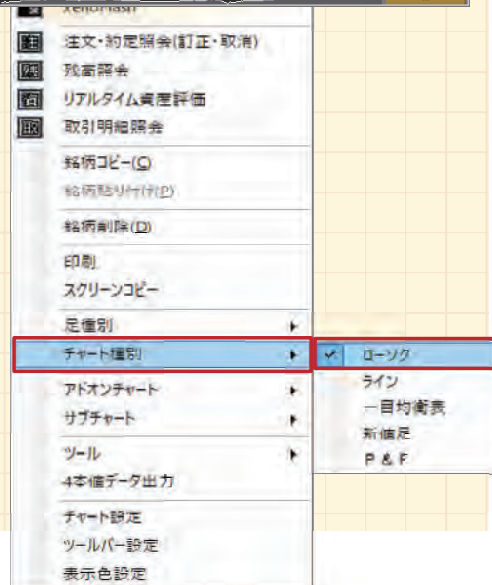 注文・約定照会(訂正・取消)
残高照会
リアルタイム資産評価
取引明細照会
銘柄コピー(C)
銘柄貼り付け(P)
銘柄削除(D)
印刷
スクリーンコピー
足種別
チャート種別
ローソク
ライン
一目均衡表
新値足
P & F
アドオンチャート
サブチャート
ツール
4本値データ出力
チャート設定
ツールバー設定
表示色設定